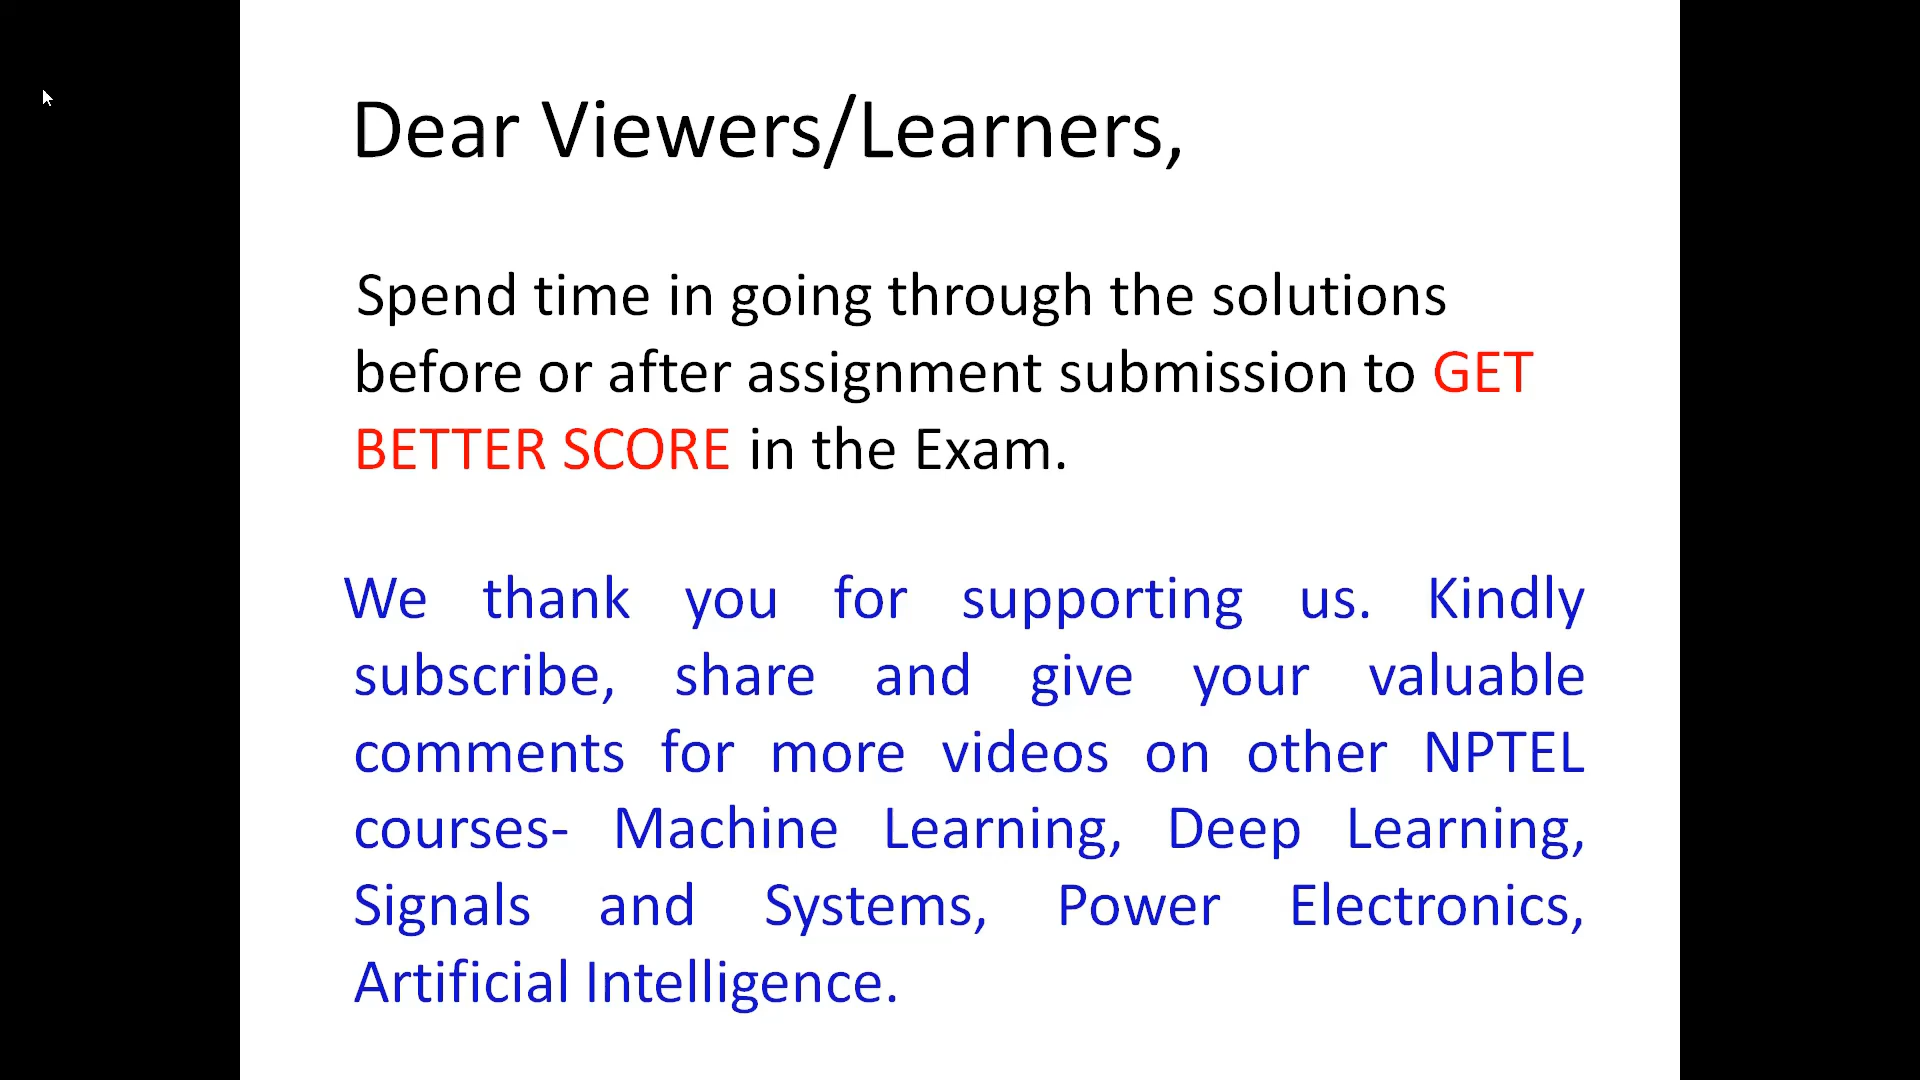 Dear Viewers/Learners,
Spend time in going through the solutions
before or after assignment submission to GET
BETTER SCORE in the Exam.
We thank you for supporting us. Kindly
subscribe, share and give your valuable
comments for more videos on other NPTEL
courses- Machine Learning, Deep Learning,
Signals and Systems, Power Electronics,
Artificial Intelligence.